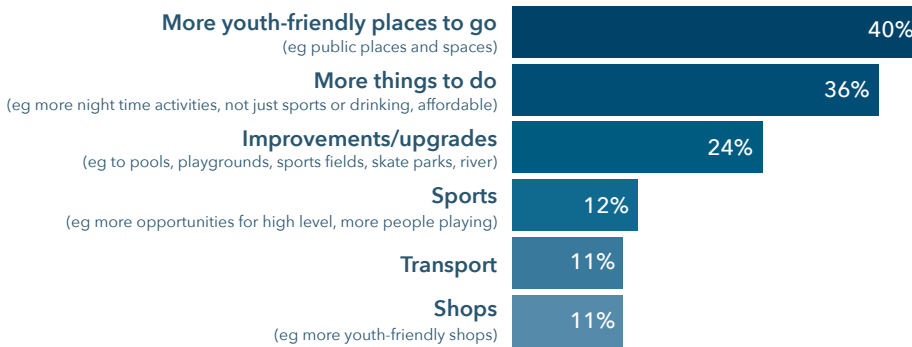 More youth-friendly places to go
40%
(eg public places and spaces)
More things to do
36%
(eg more night time activities, not just sports or drinking, affordable)
Improvements/upgrades
24%
(eg to pools, playgrounds, sports fields, skate parks, river)
Sports
12%
(eg more opportunities for high level, more people playing)
Transport
11%
Shops
11%
(eg more youth-friendly shops)